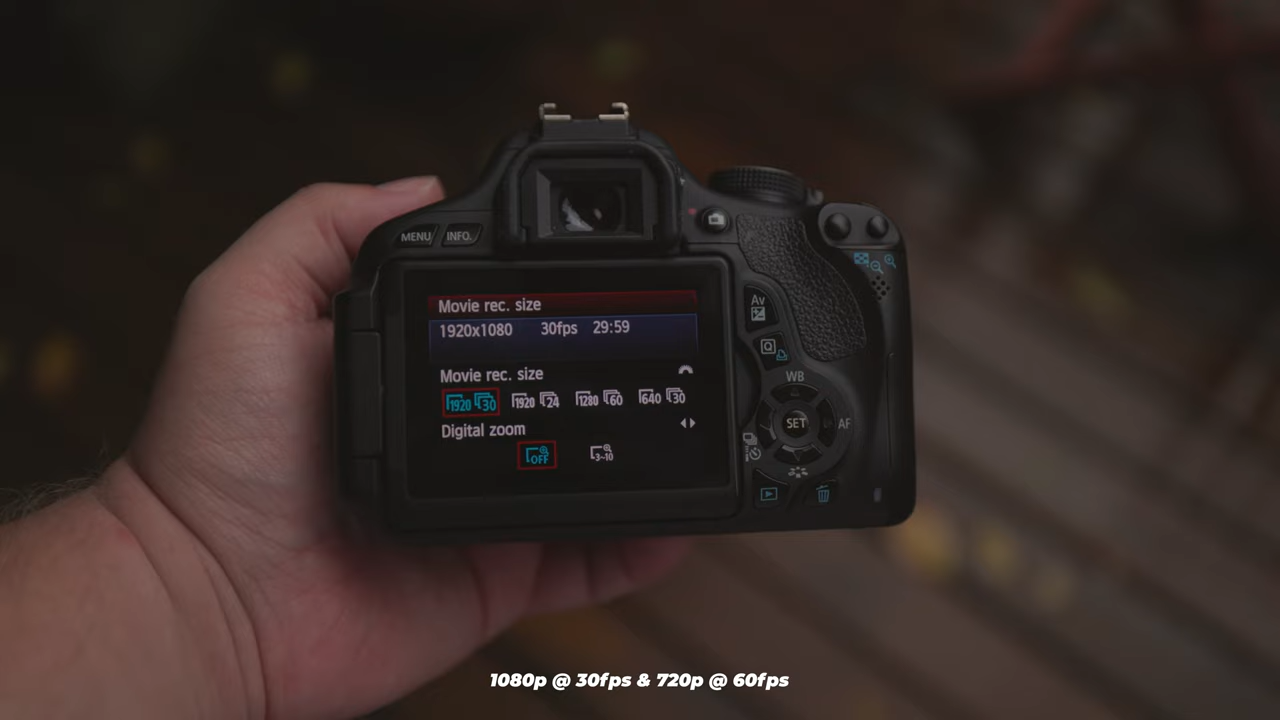 MENU INFO.
Movie rec. size
1920x1080 30fps 29:59
Movie rec. size
1920 30 1920 24 1280 60 640 30
Digital zoom
OFF 3~10
Av
Q
WB
SET
AF
1080p @ 30fps & 720p @ 60fps